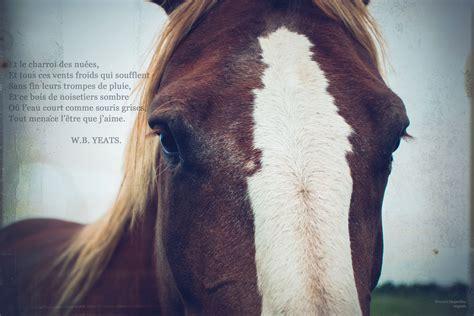 Et le charroi des nuées,
Et tous ces vents froids qui soufflent
Sans fin leurs trompes de pluie,
Et ce bois de noisetiers sombre
Où l'eau court comme souris grises,
Tout menace l'être que j'aime.
W.B. YEATS.